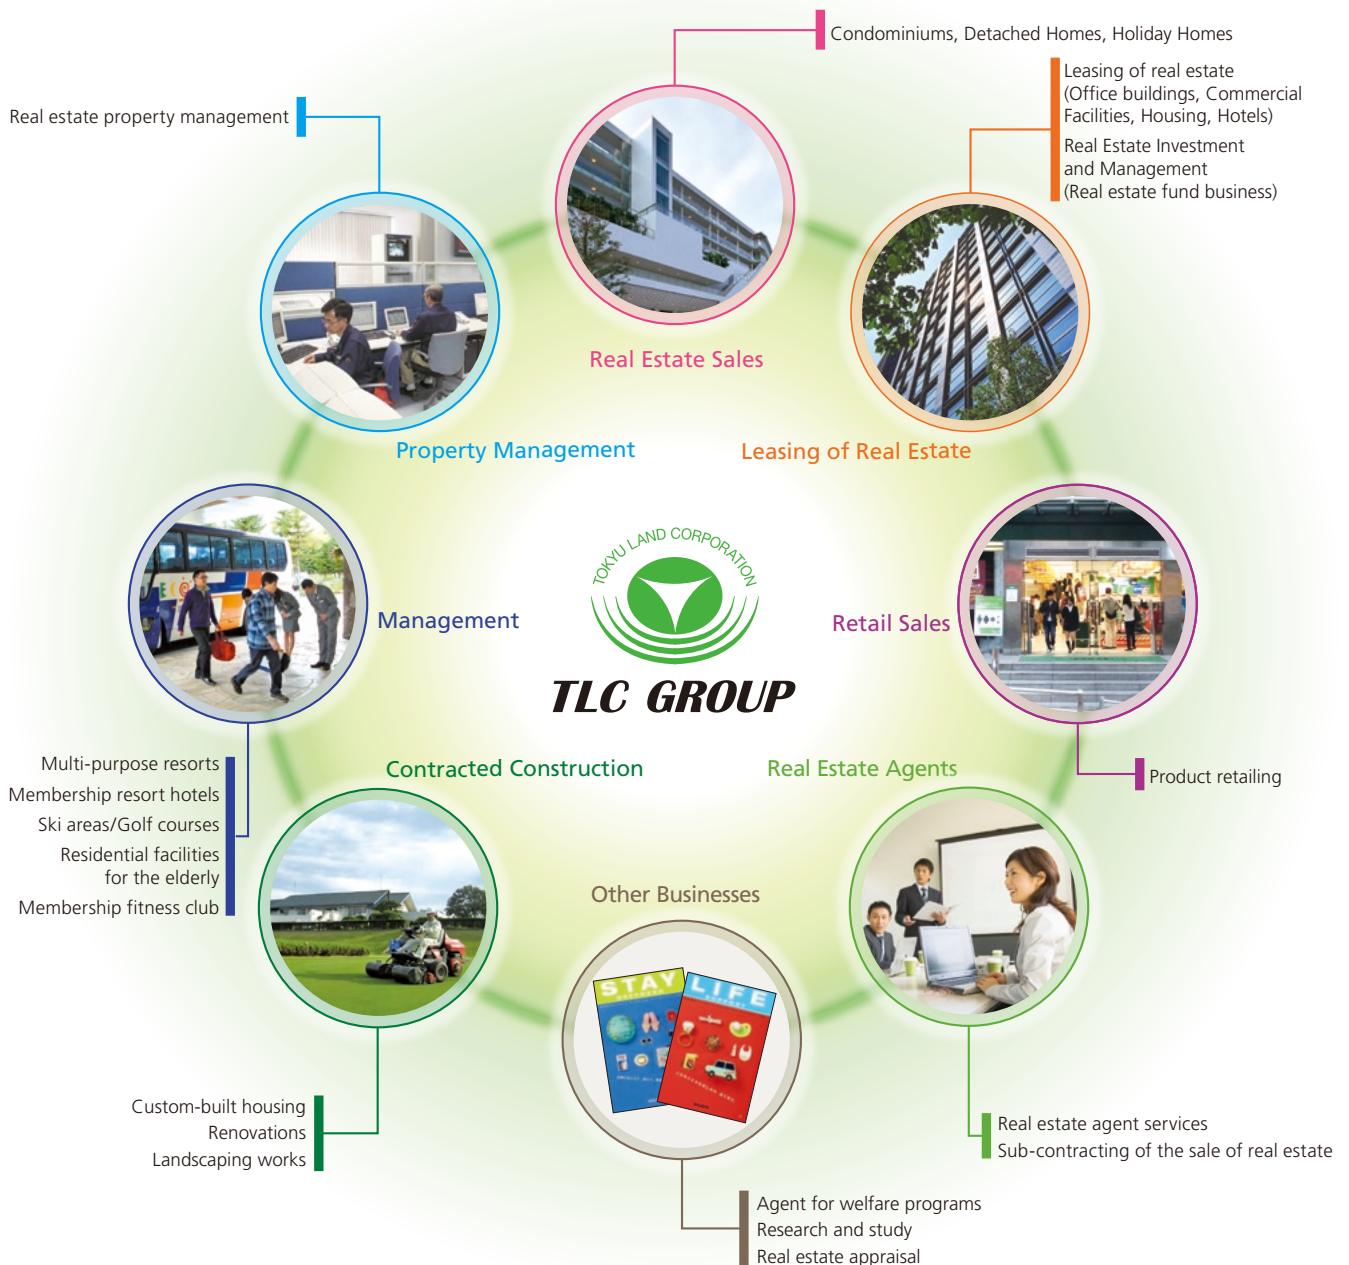 Condominiums, Detached Homes, Holiday Homes
Leasing of real estate
(Office buildings, Commercial
Facilities, Housing, Hotels)
Real Estate Investment
and Management
(Real estate fund business)
Real estate property management
Real Estate Sales
Property Management
Leasing of Real Estate
TOKYU LAND CORPORATION
TLC GROUP
Management
Retail Sales
Multi-purpose resorts
Membership resort hotels
Ski areas/Golf courses
Residential facilities
for the elderly
Membership fitness club
Contracted Construction
Real Estate Agents
Product retailing
Other Businesses
STAY
LIFE
Custom-built housing
Renovations
Landscaping works
Real estate agent services
Sub-contracting of the sale of real estate
Agent for welfare programs
Research and study
Real estate appraisal